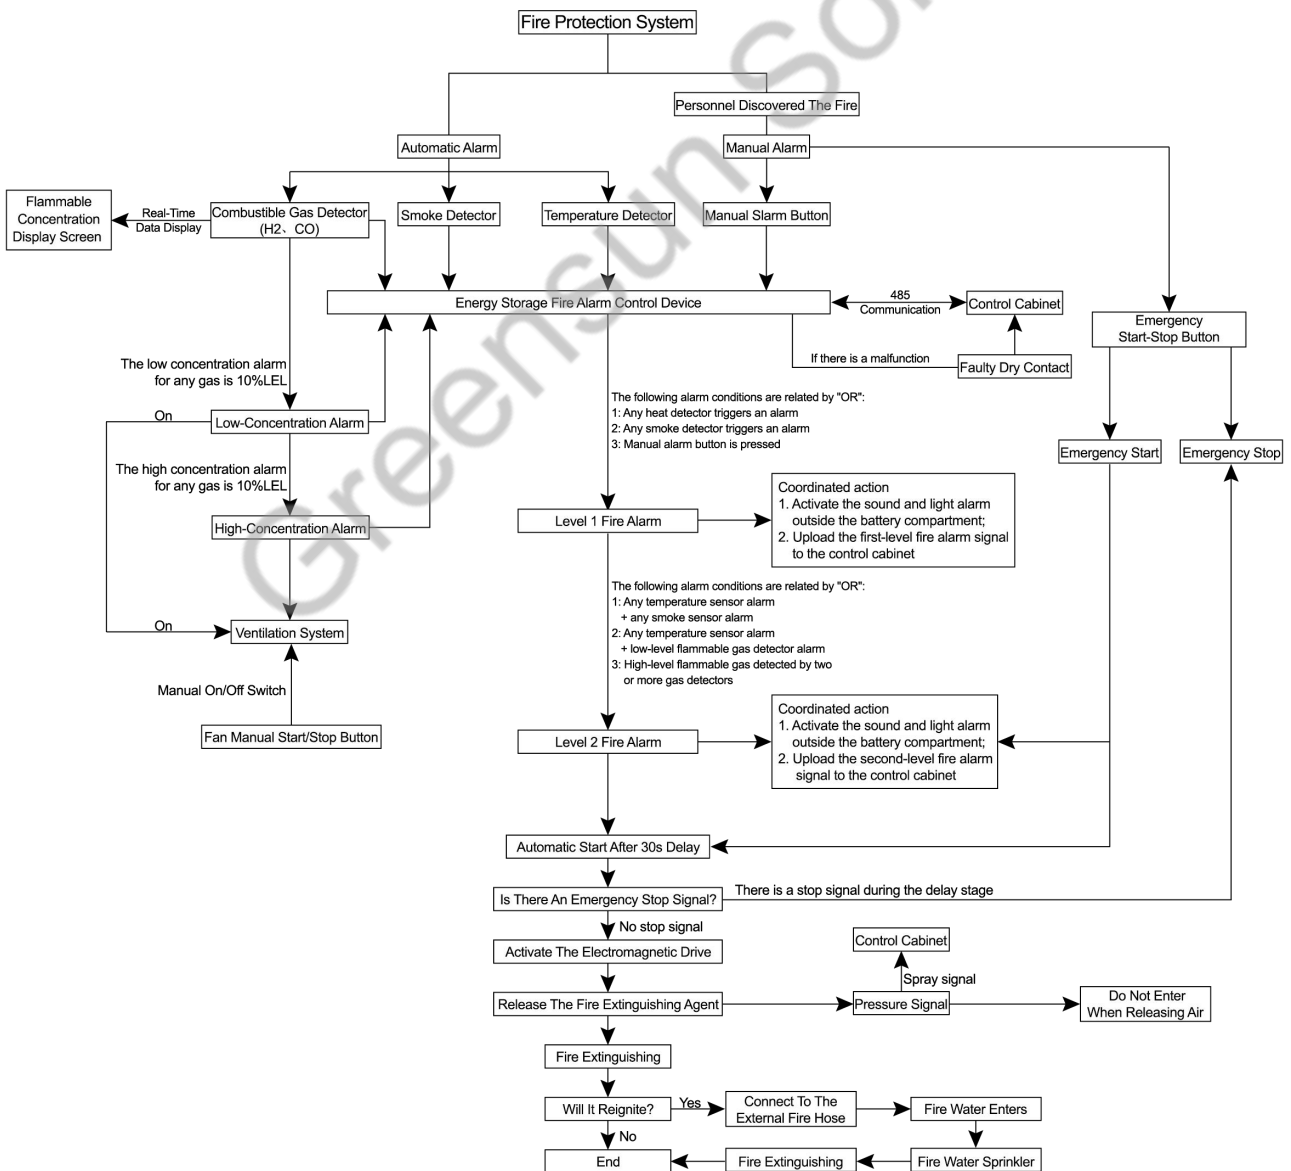 Fire Protection System
Personnel Discovered The Fire
Automatic Alarm
Manual Alarm
Flammable
Concentration
Display Screen
Real-Time
Data Display
Combustible Gas Detector
(H2、CO)
Smoke Detector
Temperature Detector
Manual Slarm Button
Energy Storage Fire Alarm Control Device
485
Communication
Control Cabinet
Emergency
Start-Stop Button
If there is a malfunction
Faulty Dry Contact
The low concentration alarm
for any gas is 10%LEL
On
Low-Concentration Alarm
The following alarm conditions are related by "OR":
1: Any heat detector triggers an alarm
2: Any smoke detector triggers an alarm
3: Manual alarm button is pressed
Emergency Start
Emergency Stop
The high concentration alarm
for any gas is 10%LEL
High-Concentration Alarm
Level 1 Fire Alarm
Coordinated action
1. Activate the sound and light alarm
outside the battery compartment;
2. Upload the first-level fire alarm signal
to the control cabinet
The following alarm conditions are related by "OR":
1: Any temperature sensor alarm
+ any smoke sensor alarm
2: Any temperature sensor alarm
+ low-level flammable gas detector alarm
3: High-level flammable gas detected by two
or more gas detectors
On
Ventilation System
Manual On/Off Switch
Fan Manual Start/Stop Button
Level 2 Fire Alarm
Coordinated action
1. Activate the sound and light alarm
outside the battery compartment;
2. Upload the second-level fire alarm
signal to the control cabinet
Automatic Start After 30s Delay
Is There An Emergency Stop Signal?
There is a stop signal during the delay stage
No stop signal
Activate The Electromagnetic Drive
Control Cabinet
Spray signal
Release The Fire Extinguishing Agent
Pressure Signal
Do Not Enter
When Releasing Air
Fire Extinguishing
Will It Reignite?
Yes
Connect To The
External Fire Hose
Fire Water Enters
No
End
Fire Extinguishing
Fire Water Sprinkler
Greensun So